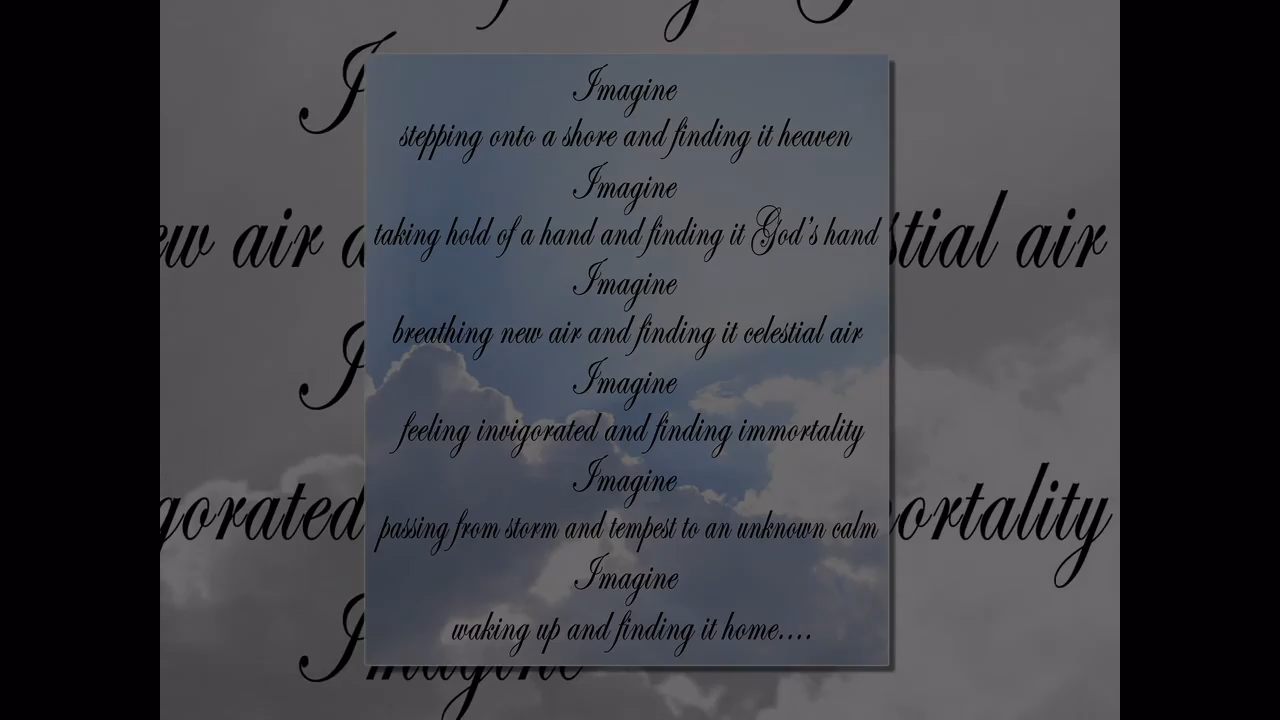 Imagine
stepping onto a shore and finding it heaven
Imagine
taking hold of a hand and finding it God's hand
Imagine
breathing new air and finding it celestial air
Imagine
feeling invigorated and finding immortality
Imagine
passing from storm and tempest to an unknown calm
Imagine
waking up and finding it home....